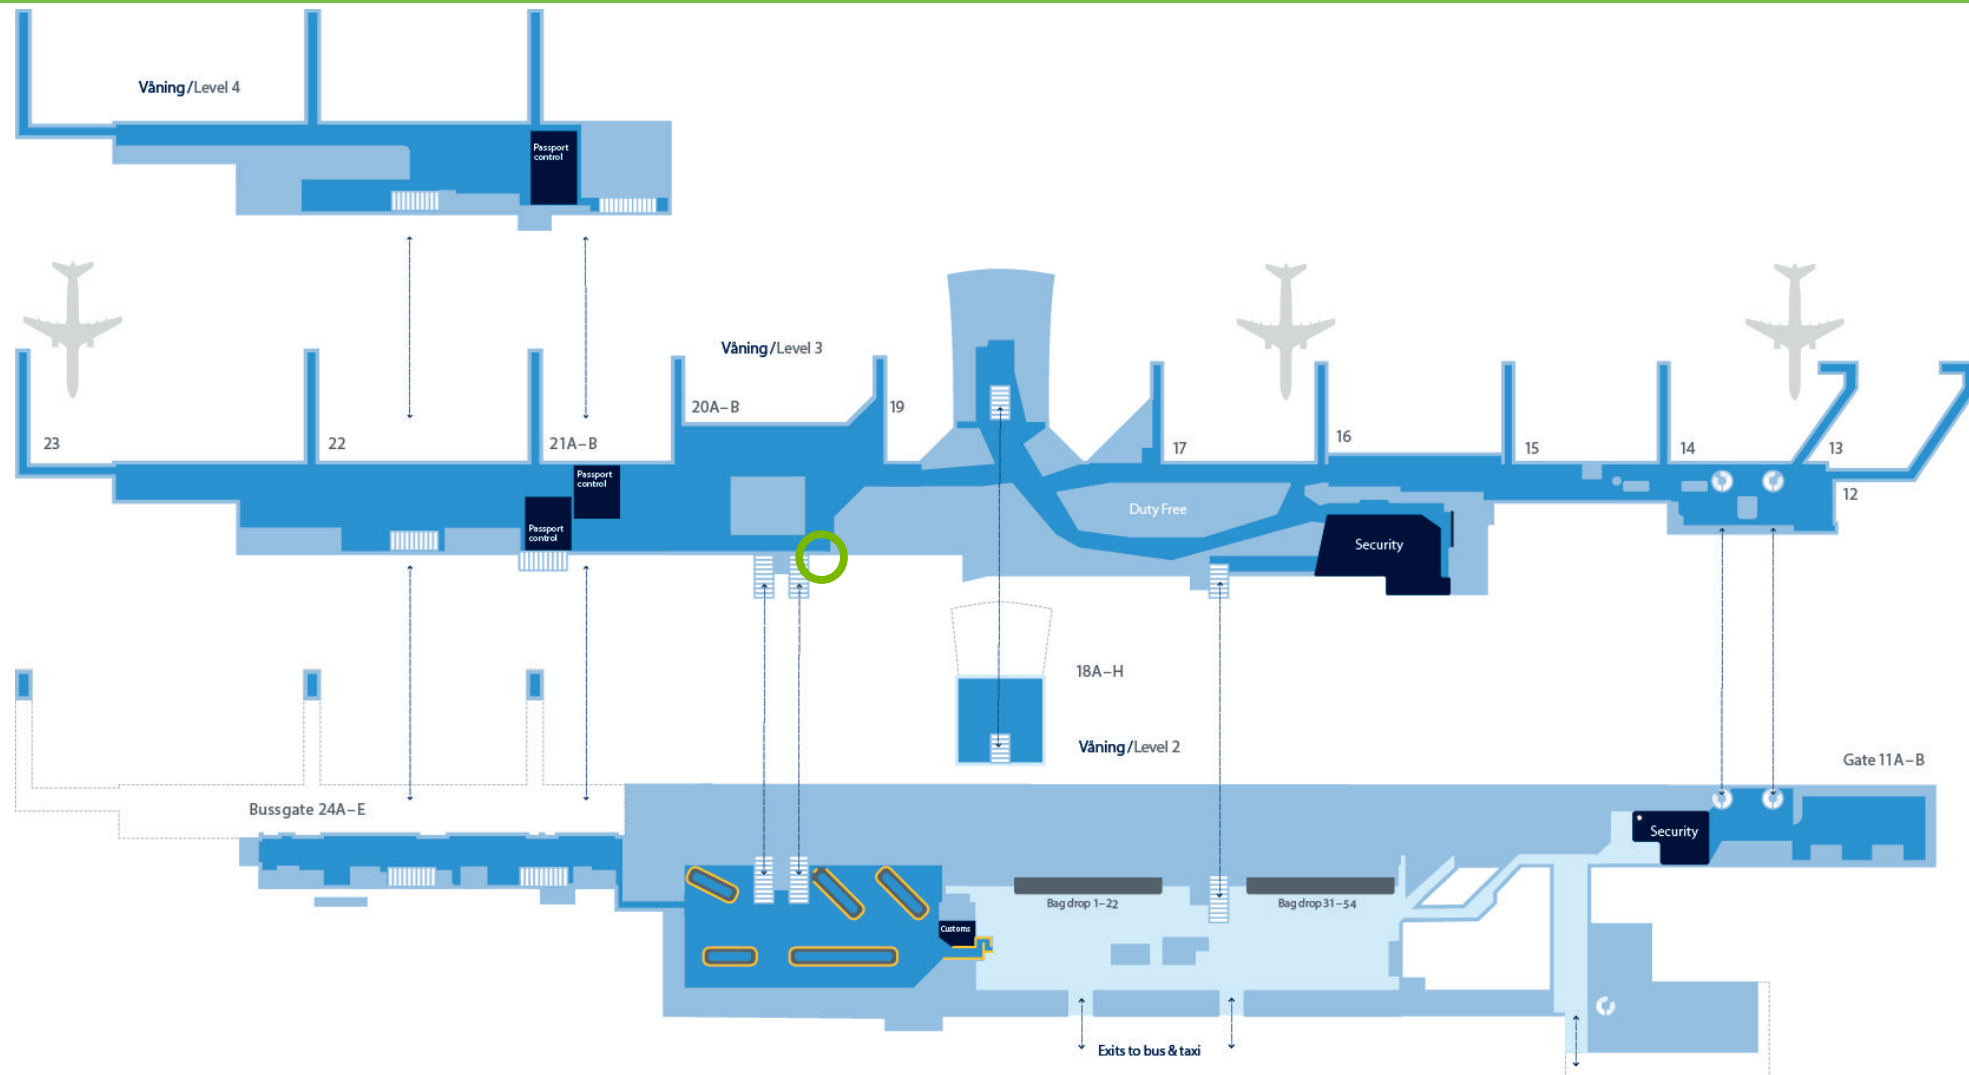 Våning/Level 4
Passport
control
Våning/Level 3
20A–B
19
23
22
21A–B
17
16
15
14
13
12
Passport
control
Passport
control
Duty Free
Security
18A–H
Våning/Level 2
Gate 11A–B
Bussgate 24A–E
Security
Bag drop 1–22
Bag drop 31–54
Customs
Exits to bus & taxi